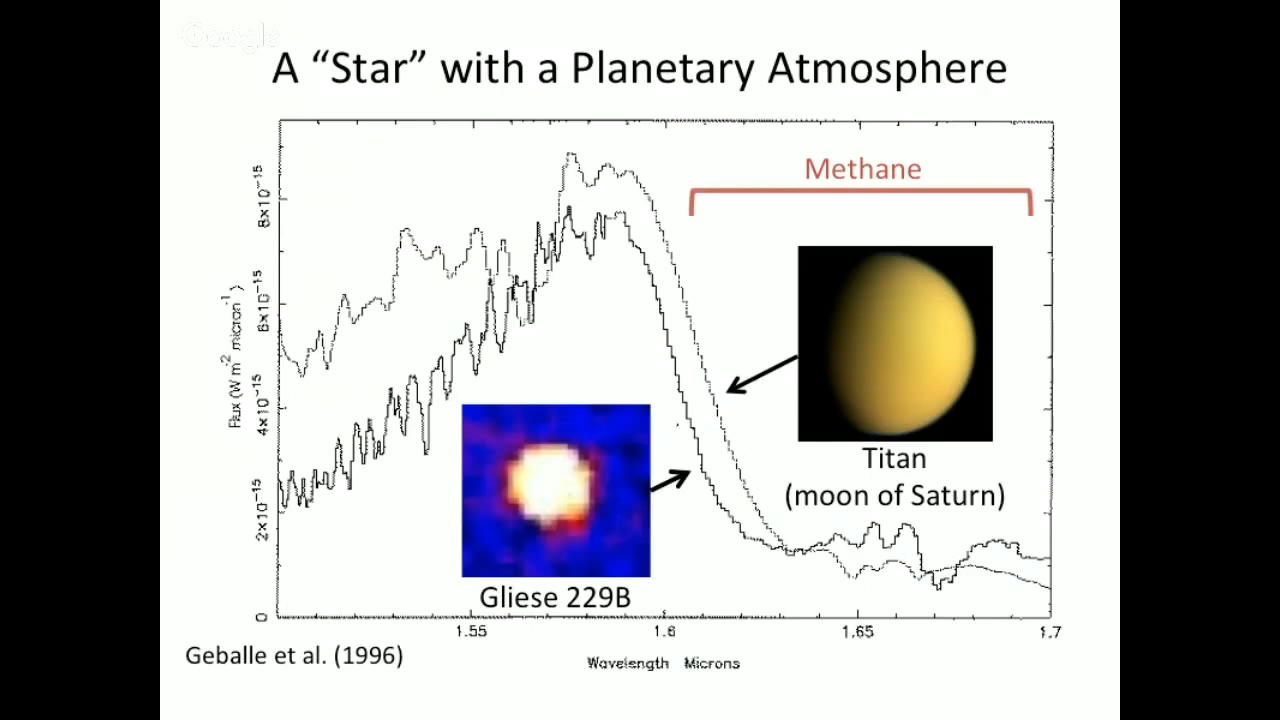 Google
A “Star” with a Planetary Atmosphere
Methane
8×10⁻¹⁵
6×10⁻¹⁵
4×10⁻¹⁵
2×10⁻¹⁵
0
Flux (W m⁻² micron⁻¹)
Titan
(moon of Saturn)
Gliese 229B
1.55
1.6
1.65
1.7
Wavelength Microns
Geballe et al. (1996)